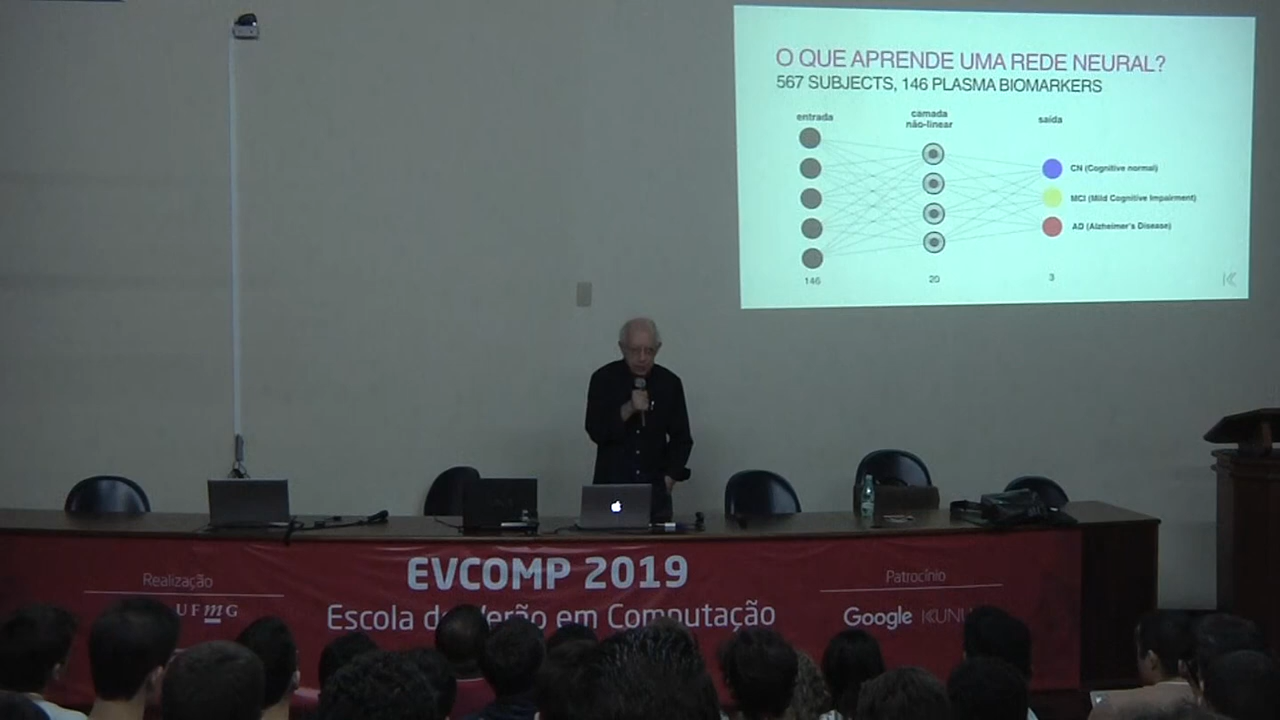 O QUE APRENDE UMA REDE NEURAL?
567 SUBJECTS, 146 PLASMA BIOMARKERS
entrada
camada
não-linear
saída
CN (Cognitive normal)
MCI (Mild Cognitive Impairment)
AD (Alzheimer's Disease)
146
20
3
EVCOMP 2019
Escola de Verão em Computação
Realização
UFMG
Patrocínio
Google